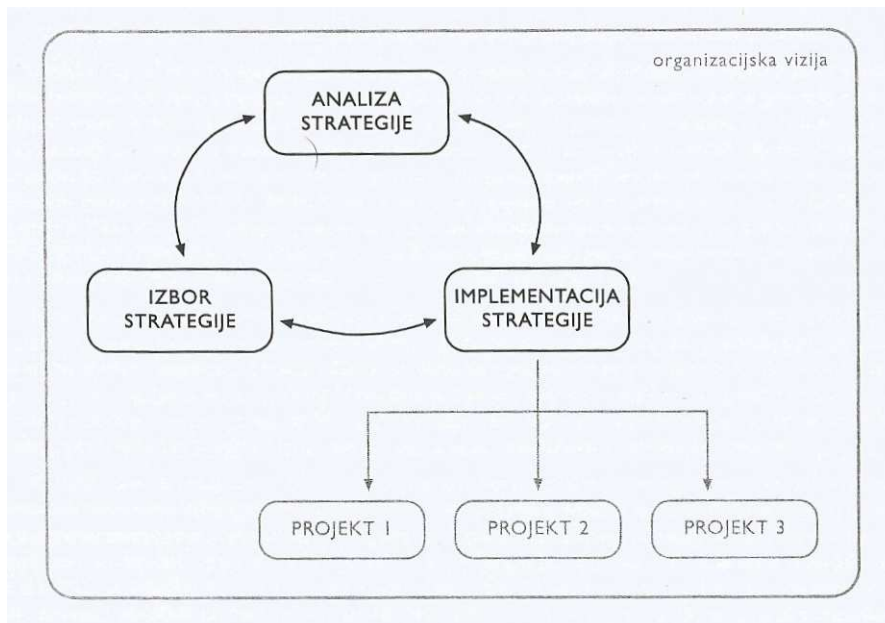 organizacijska vizija
ANALIZA
STRATEGIJE
IZBOR
STRATEGIJE
IMPLEMENTACIJA
STRATEGIJE
PROJEKT 1
PROJEKT 2
PROJEKT 3